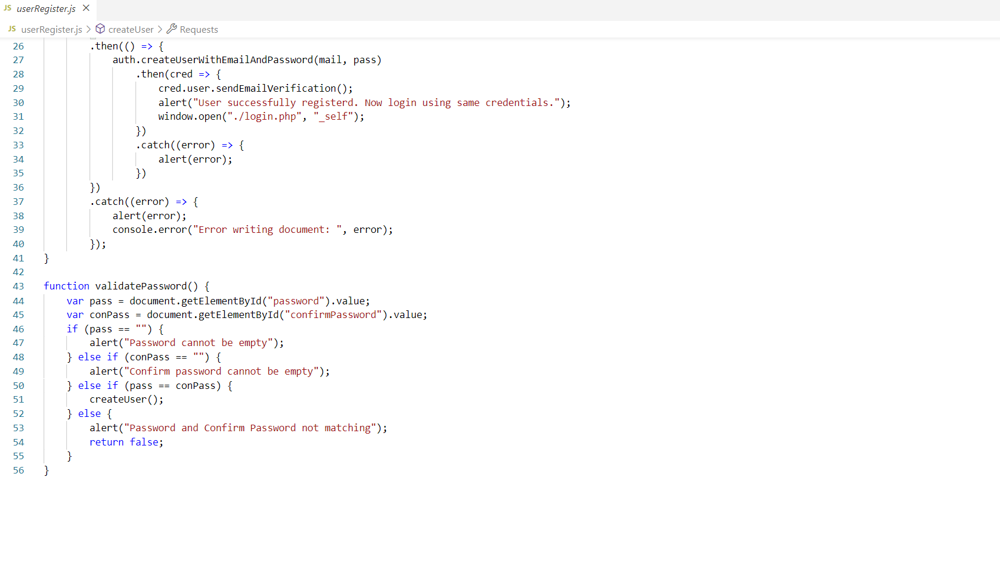 JS userRegister.js ×
JS userRegister.js > createUser > Requests
26 .then(() => {
27 auth.createUserWithEmailAndPassword(mail, pass)
28 .then(cred => {
29 cred.user.sendEmailVerification();
30 alert("User successfully registerd. Now login using same credentials.");
31 window.open("./login.php", "_self");
32 })
33 .catch((error) => {
34 alert(error);
35 })
36 })
37 .catch((error) => {
38 alert(error);
39 console.error("Error writing document: ", error);
40 });
41 }
42
43 function validatePassword() {
44 var pass = document.getElementById("password").value;
45 var conPass = document.getElementById("confirmPassword").value;
46 if (pass == "") {
47 alert("Password cannot be empty");
48 } else if (conPass == "") {
49 alert("Confirm password cannot be empty");
50 } else if (pass == conPass) {
51 createUser();
52 } else {
53 alert("Password and Confirm Password not matching");
54 return false;
55 }
56 }